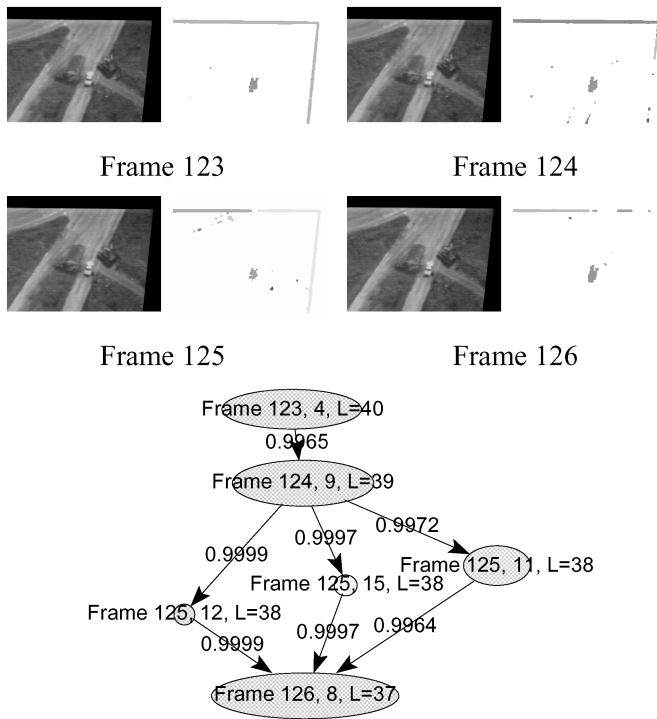 Frame 123
Frame 124
Frame 125
Frame 126
Frame 123, 4, L=40
0.9965
Frame 124, 9, L=39
0.9999
0.9997
0.9972
Frame 125, 11, L=38
Frame 125, 15, L=38
Frame 125, 12, L=38
0.9999
0.9997
0.9964
Frame 126, 8, L=37